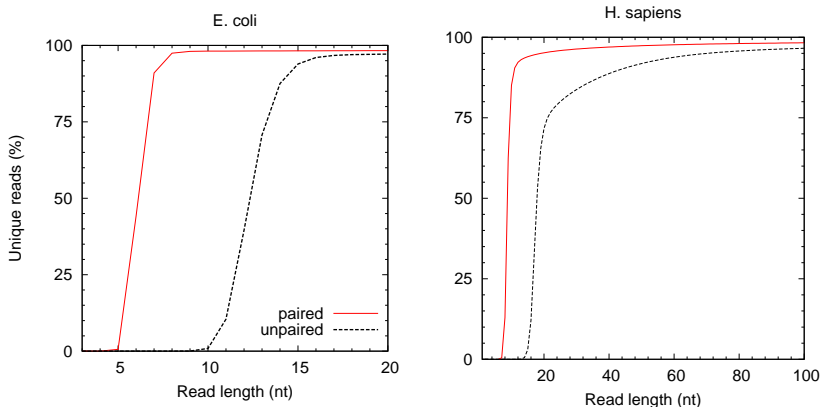 E. coli
100
75
50
25
0
5
10
15
20
Unique reads (%)
Read length (nt)
paired
unpaired
H. sapiens
100
75
50
25
0
20
40
60
80
100
Read length (nt)